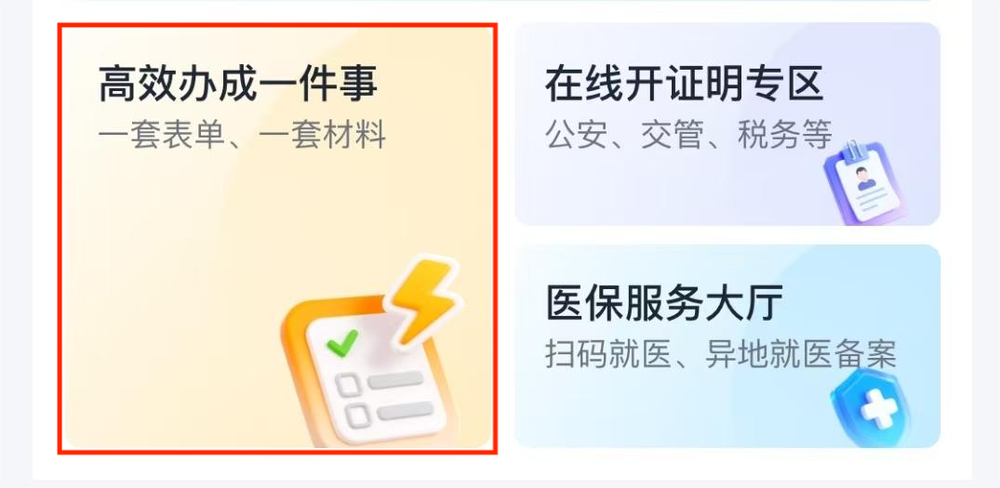 高效办成一件事
一套表单、一套材料
在线开证明专区
公安、交管、税务等
医保服务大厅
扫码就医、异地就医备案